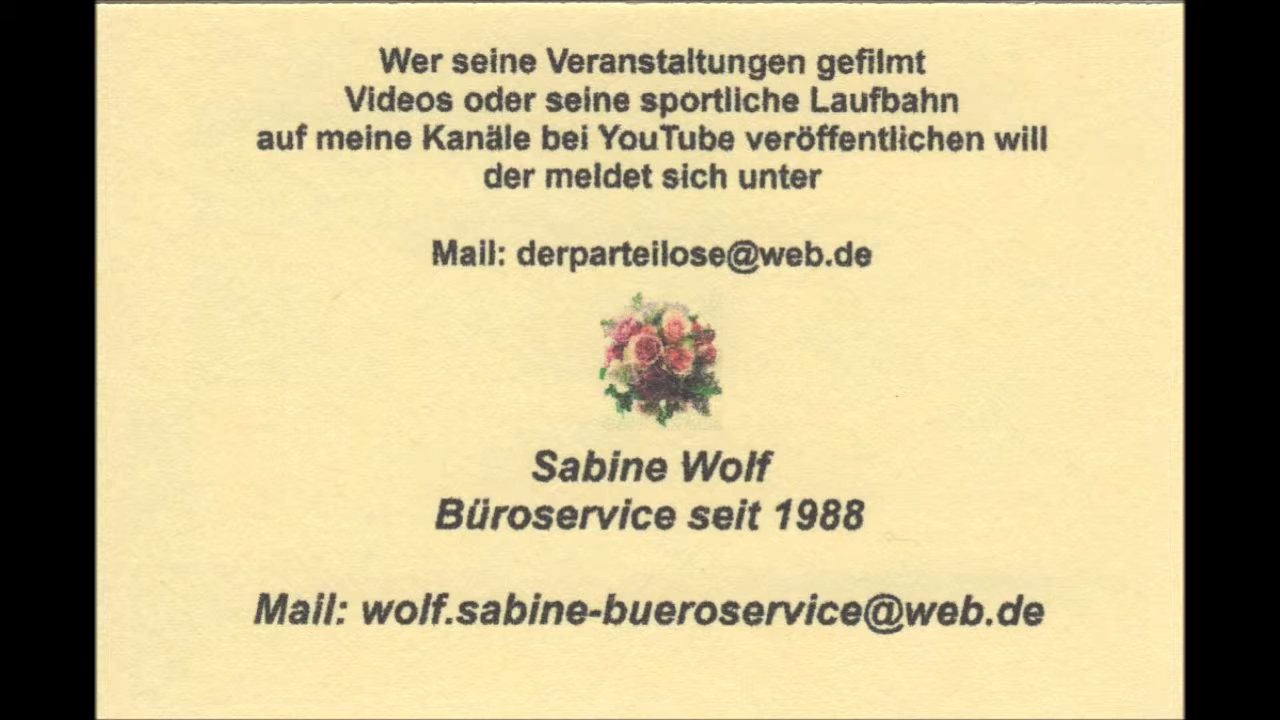 Wer seine Veranstaltungen gefilmt
Videos oder seine sportliche Laufbahn
auf meine Kanäle bei YouTube veröffentlichen will
der meldet sich unter
Mail: derparteilose@web.de
Sabine Wolf
Büroservice seit 1988
Mail: wolf.sabine-bueroservice@web.de